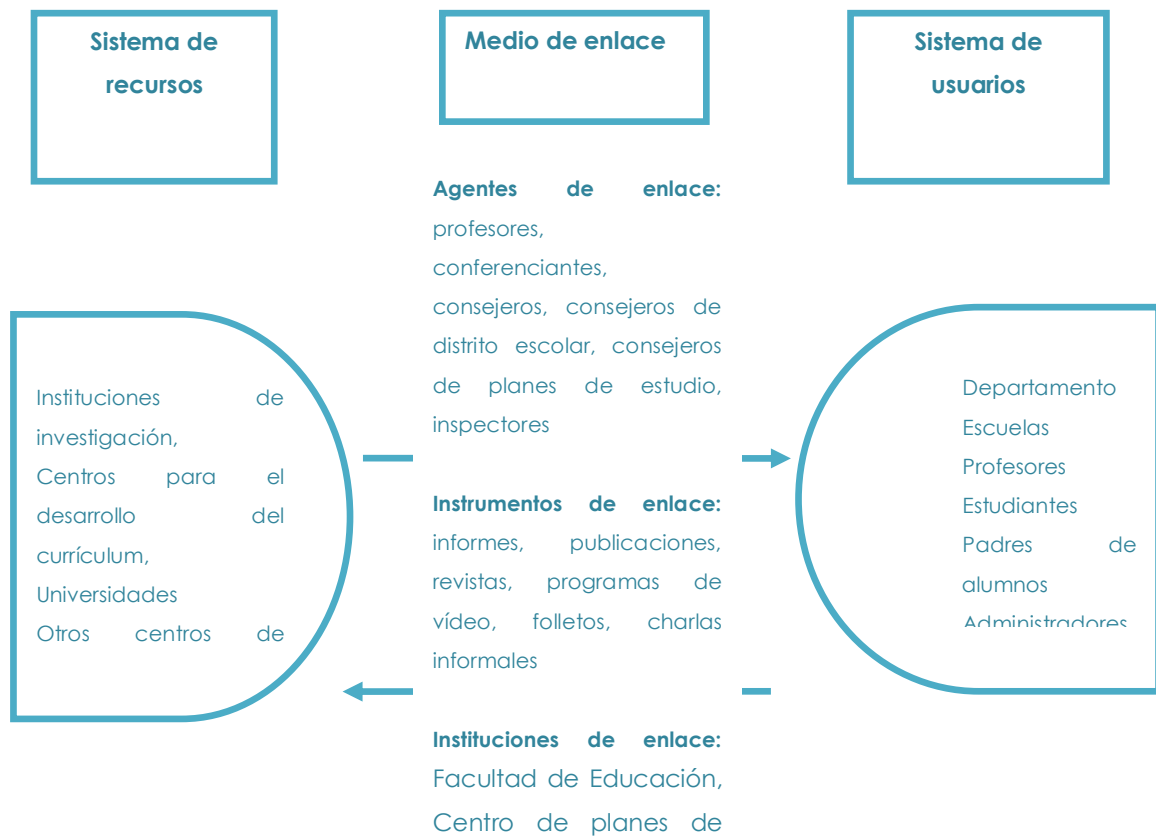 Sistema de
recursos
Medio de enlace
Sistema de
usuarios
Agentes de enlace:
profesores,
conferenciantes,
consejeros, consejeros de
distrito escolar, consejeros
de planes de estudio,
inspectores
Instrumentos de enlace:
informes, publicaciones,
revistas, programas de
vídeo, folletos, charlas
informales
Instituciones de enlace:
Facultad de Educación,
Centro de planes de
Instituciones de
investigación,
Centros para el
desarrollo del
currículum,
Universidades
Otros centros de
Departamento
Escuelas
Profesores
Estudiantes
Padres de
alumnos
Administradores